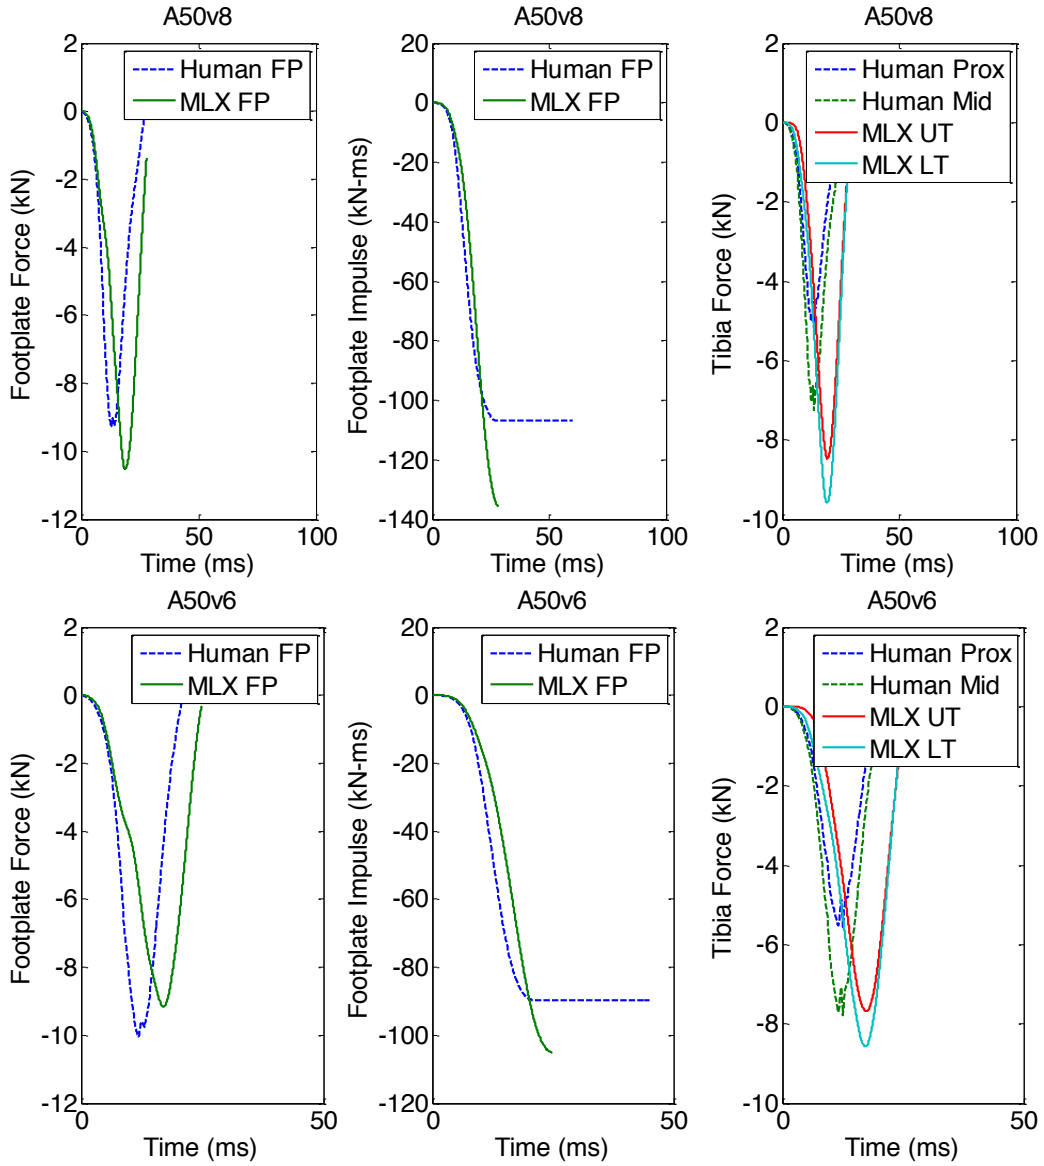 A50v8
Footplate Force (kN)
2
0
-2
-4
-6
-8
-10
-12
Human FP
MLX FP
0
50
100
Time (ms)
A50v8
Footplate Impulse (kN-ms)
20
0
-20
-40
-60
-80
-100
-120
-140
Human FP
MLX FP
0
50
100
Time (ms)
A50v8
Tibia Force (kN)
2
0
-2
-4
-6
-8
-10
Human Prox
Human Mid
MLX UT
MLX LT
0
50
100
Time (ms)
A50v6
Footplate Force (kN)
2
0
-2
-4
-6
-8
-10
-12
Human FP
MLX FP
0
50
Time (ms)
A50v6
Footplate Impulse (kN-ms)
20
0
-20
-40
-60
-80
-100
-120
Human FP
MLX FP
0
50
Time (ms)
A50v6
Tibia Force (kN)
2
0
-2
-4
-6
-8
-10
Human Prox
Human Mid
MLX UT
MLX LT
0
50
Time (ms)